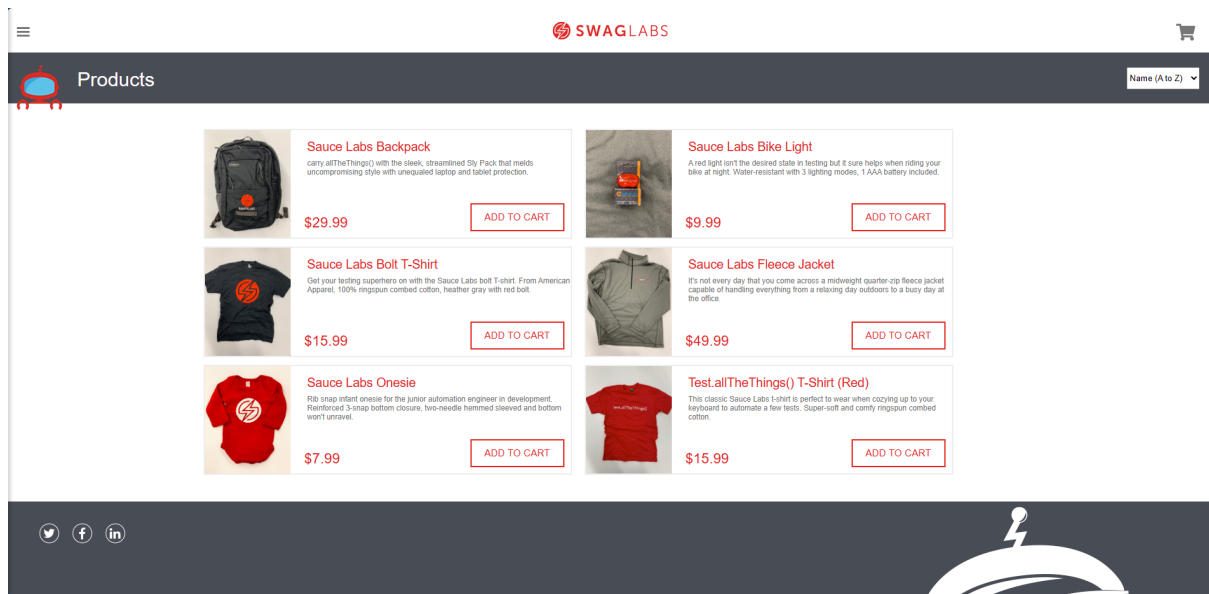 SWAGLABS
Products
Name (A to Z)
Sauce Labs Backpack
carry.allTheThings() with the sleek, streamlined Sly Pack that melds
uncompromising style with unequaled laptop and tablet protection.
$29.99
ADD TO CART
Sauce Labs Bike Light
A red light isn't the desired state in testing but it sure helps when riding your
bike at night. Water-resistant with 3 lighting modes, 1 AAA battery included.
$9.99
ADD TO CART
Sauce Labs Bolt T-Shirt
Get your testing superhero on with the Sauce Labs bolt T-shirt. From American
Apparel, 100% ringspun combed cotton, heather gray with red bolt.
$15.99
ADD TO CART
Sauce Labs Fleece Jacket
It's not every day that you come across a midweight quarter-zip fleece jacket
capable of handling everything from a relaxing day outdoors to a busy day at
the office.
$49.99
ADD TO CART
Sauce Labs Onesie
Rib snap infant onesie for the junior automation engineer in development.
Reinforced 3-snap bottom closure, two-needle hemmed sleeved and bottom
won't unravel.
$7.99
ADD TO CART
test.allTheThings()
Test.allTheThings() T-Shirt (Red)
This classic Sauce Labs t-shirt is perfect to wear when cozying up to your
keyboard to automate a few tests. Super-soft and comfy ringspun combed
cotton.
$15.99
ADD TO CART